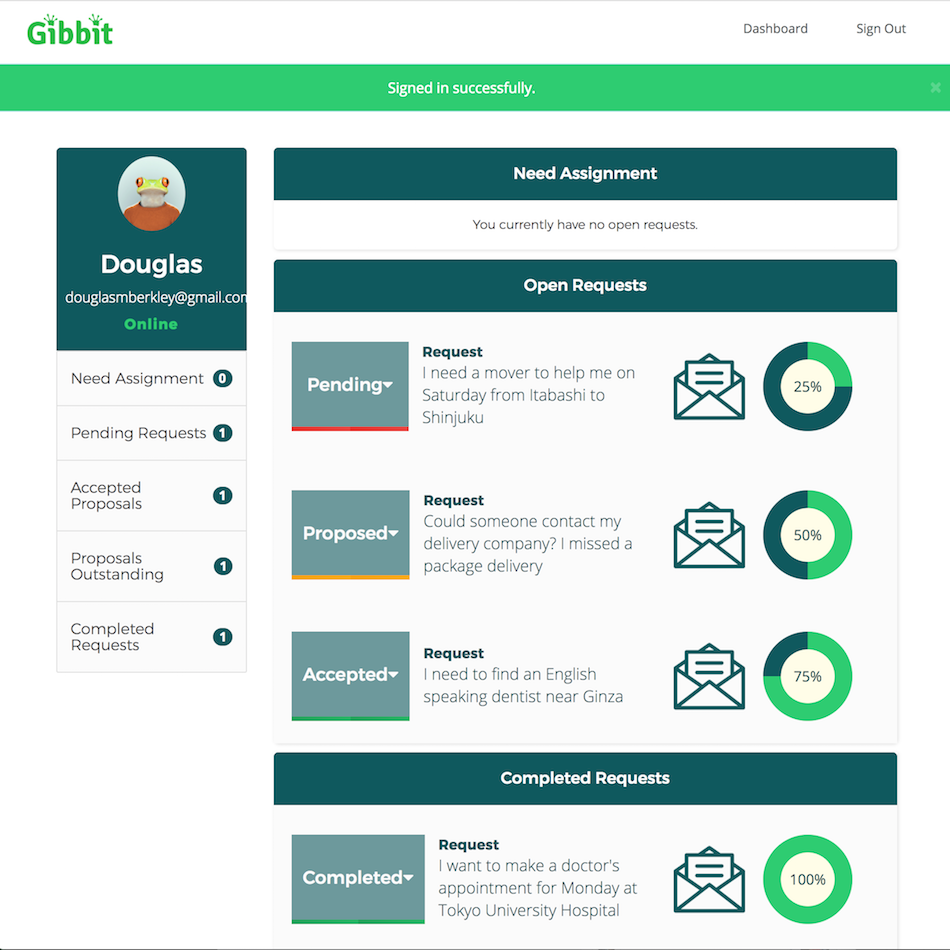 Gibbit
Dashboard
Sign Out
Signed in successfully.
×
Douglas
douglasmberkley@gmail.com
Online
Need Assignment 0
Pending Requests 1
Accepted
Proposals
1
Proposals
Outstanding
1
Completed
Requests
1
Need Assignment
You currently have no open requests.
Open Requests
Pending
Request
I need a mover to help me on
Saturday from Itabashi to
Shinjuku
25%
Proposed
Request
Could someone contact my
delivery company? I missed a
package delivery
50%
Accepted
Request
I need to find an English
speaking dentist near Ginza
75%
Completed Requests
Completed
Request
I want to make a doctor's
appointment for Monday at
Tokyo University Hospital
100%